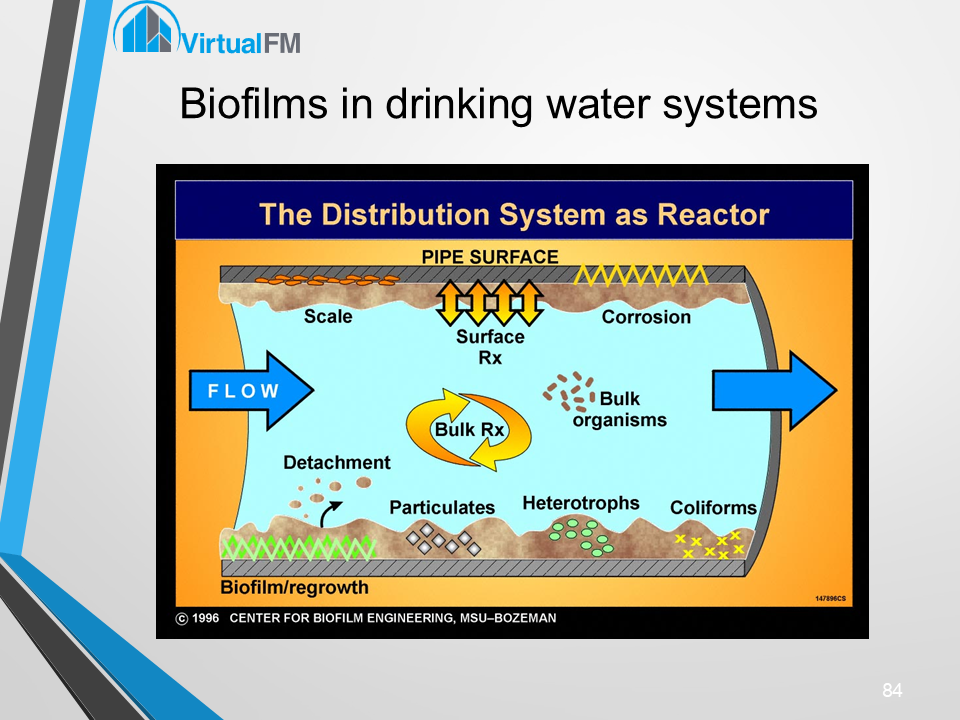 VirtualFM
Biofilms in drinking water systems
The Distribution System as Reactor
PIPE SURFACE
Scale
Surface
Rx
Corrosion
FLOW
Bulk Rx
Bulk
organisms
Detachment
Particulates
Heterotrophs
Coliforms
Biofilm/regrowth
147896CS
© 1996 CENTER FOR BIOFILM ENGINEERING, MSU–BOZEMAN
84